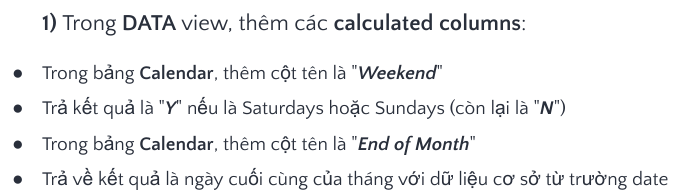 1) Trong DATA view, thêm các calculated columns:
● Trong bảng Calendar, thêm cột tên là "Weekend"
● Trả kết quả là "Y" nếu là Saturdays hoặc Sundays (còn lại là "N")
● Trong bảng Calendar, thêm cột tên là "End of Month"
● Trả về kết quả là ngày cuối cùng của tháng với dữ liệu cơ sở từ trường date